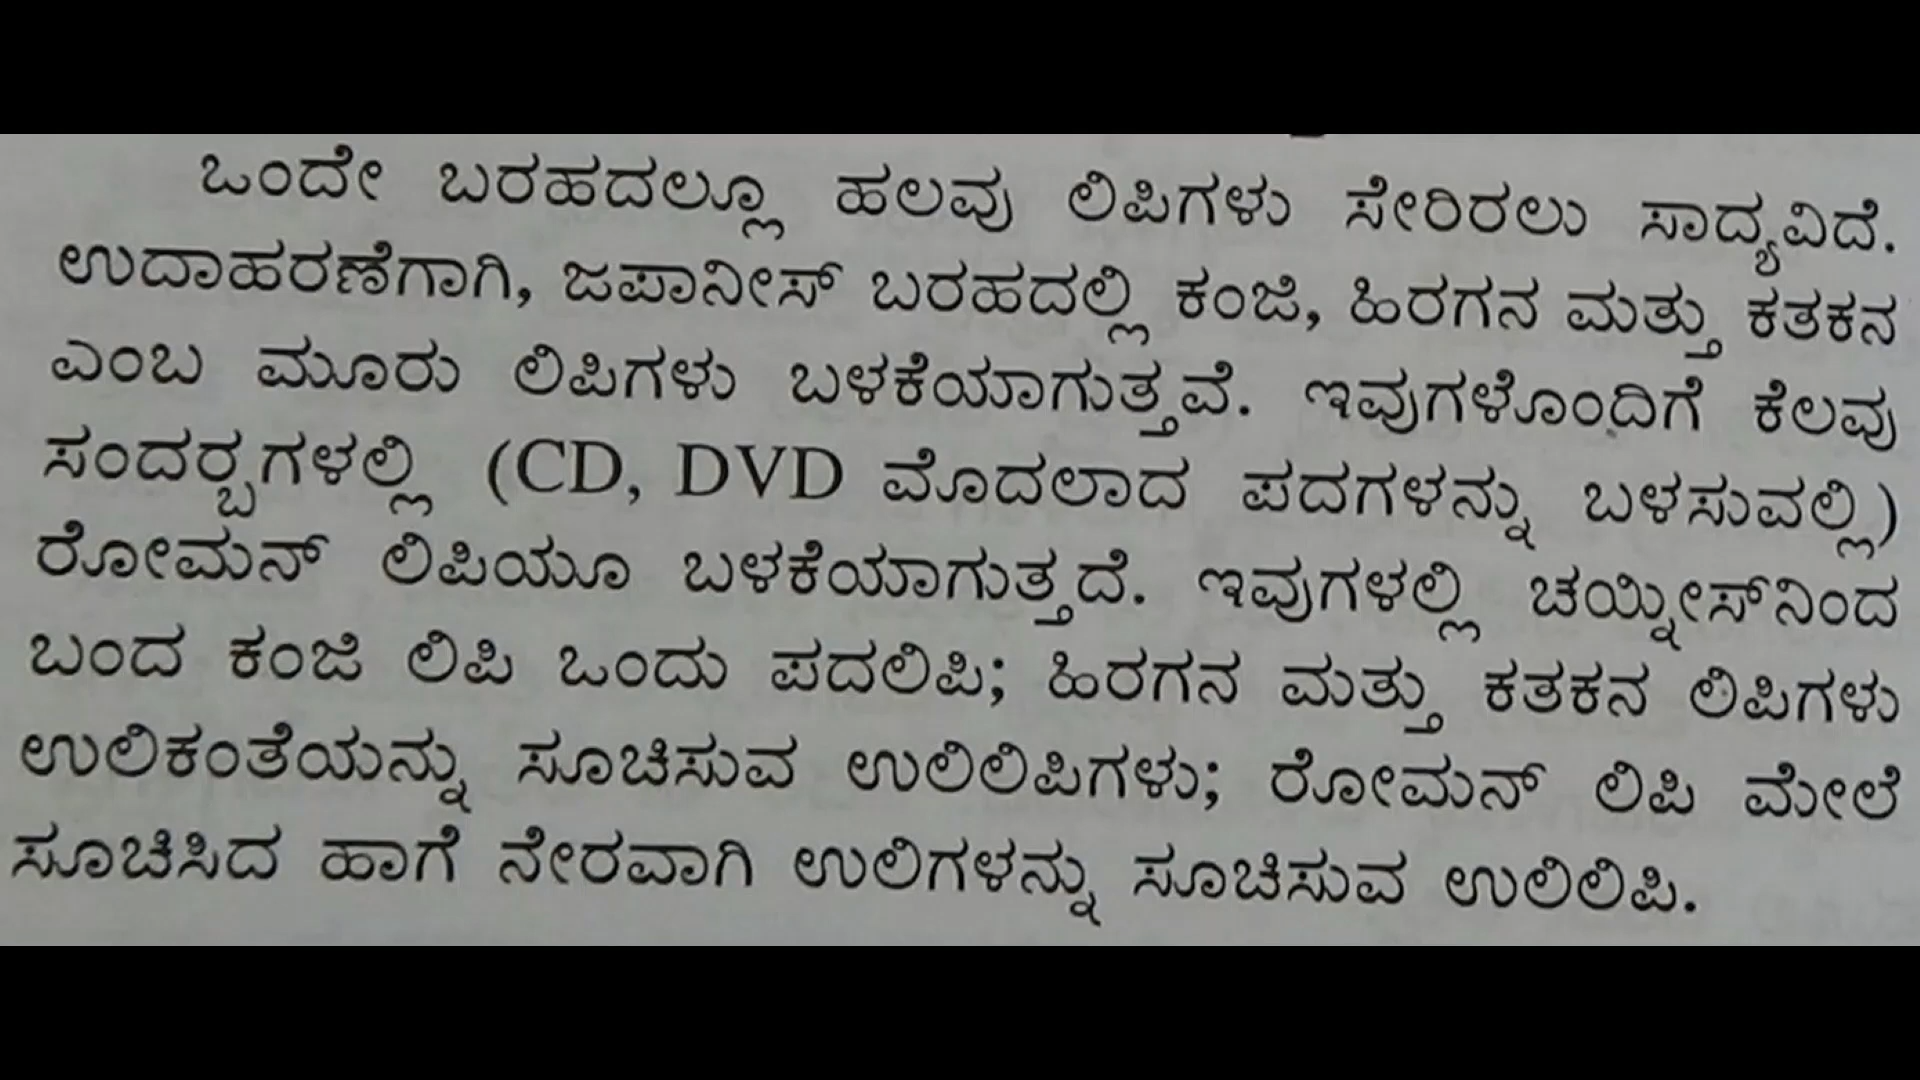 ಒಂದೇ ಬರಹದಲ್ಲೂ ಹಲವು ಲಿಪಿಗಳು ಸೇರಿರಲು ಸಾದ್ಯವಿದೆ.
ಉದಾಹರಣೆಗಾಗಿ, ಜಪಾನೀಸ್ ಬರಹದಲ್ಲಿ ಕಂಜಿ, ಹಿರಗನ ಮತ್ತು ಕತಕನ
ಎಂಬ ಮೂರು ಲಿಪಿಗಳು ಬಳಕೆಯಾಗುತ್ತವೆ. ಇವುಗಳೊಂದಿಗೆ ಕೆಲವು
ಸಂದರ‍್ಬಗಳಲ್ಲಿ (CD, DVD ಮೊದಲಾದ ಪದಗಳನ್ನು ಬಳಸುವಲ್ಲಿ)
ರೋಮನ್ ಲಿಪಿಯೂ ಬಳಕೆಯಾಗುತ್ತದೆ. ಇವುಗಳಲ್ಲಿ ಚಯ್ನೀಸ್‌ನಿಂದ
ಬಂದ ಕಂಜಿ ಲಿಪಿ ಒಂದು ಪದಲಿಪಿ; ಹಿರಗನ ಮತ್ತು ಕತಕನ ಲಿಪಿಗಳು
ಉಲಿಕಂತೆಯನ್ನು ಸೂಚಿಸುವ ಉಲಿಲಿಪಿಗಳು; ರೋಮನ್ ಲಿಪಿ ಮೇಲೆ
ಸೂಚಿಸಿದ ಹಾಗೆ ನೇರವಾಗಿ ಉಲಿಗಳನ್ನು ಸೂಚಿಸುವ ಉಲಿಲಿಪಿ.